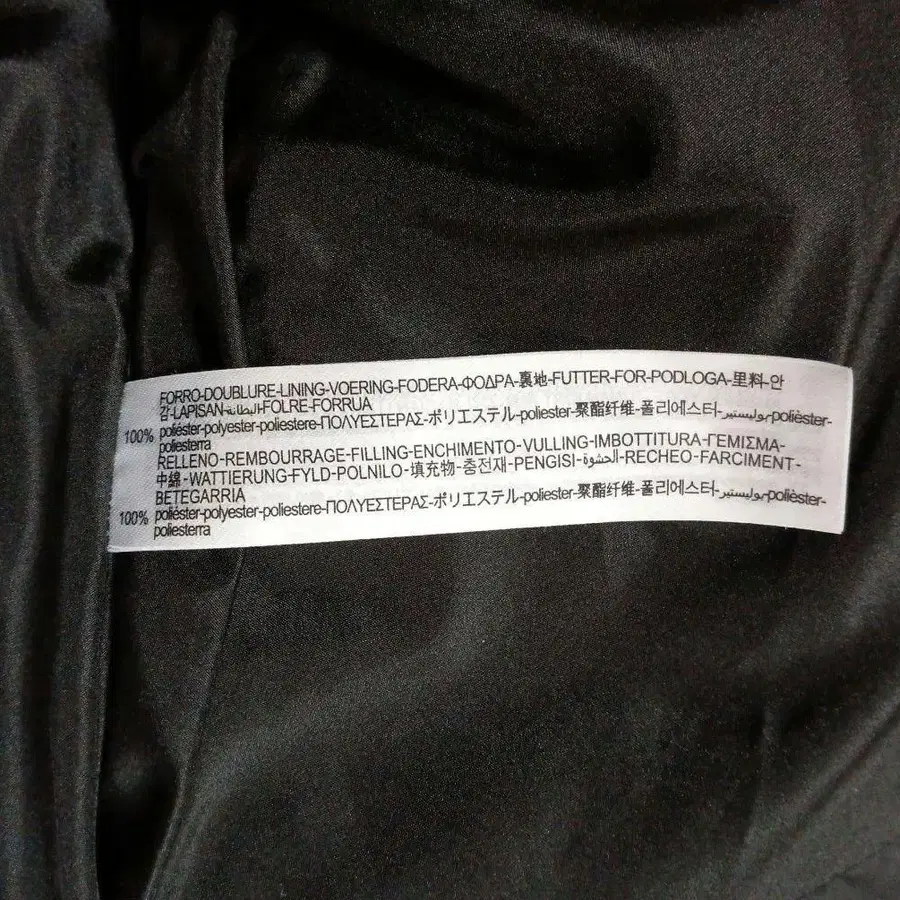 FORRO-DOUBLURE-LINING-VOERING-FODERA-ΦΟΔΡΑ-裏地-FUTTER-FOR-PODLOGA-里料-안
감-LAPISAN-البطانة-FOLRE-FORRUA
100% poliéster-polyester-poliestere-ΠΟΛΥΕΣΤΕΡΑΣ-ポリエステル-poliester-聚酯纤维-폴리에스터-بوليستير-polièster-
poliesterra
RELLENO-REMBOURRAGE-FILLING-ENCHIMENTO-VULLING-IMBOTTITURA-ΓΕΜΙΣΜΑ-
中綿-WATTIERUNG-FYLD-POLNILO-填充物-충전재-PENGISI-الحشوة-RECHEO-FARCIMENT-
BETEGARRIA
100% poliéster-polyester-poliestere-ΠΟΛΥΕΣΤΕΡΑΣ-ポリエステル-poliester-聚酯纤维-폴리에스터-بوليستير-polièster-
poliesterra